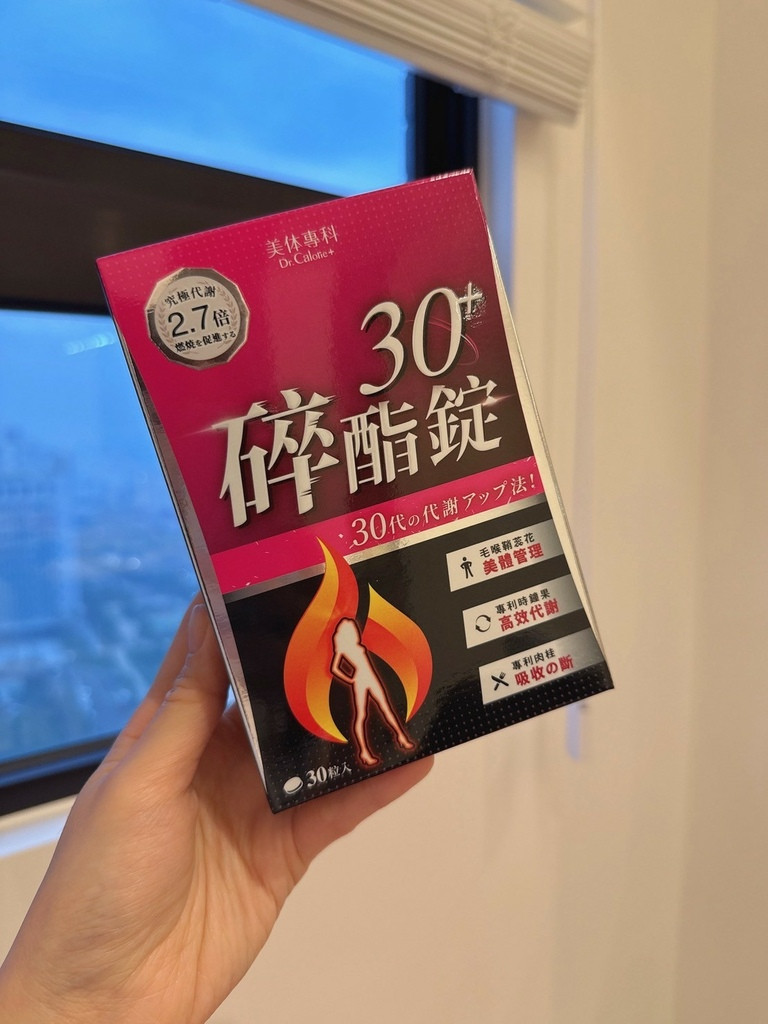 美体專科
Dr. Calone+
究極代謝
2.7倍
燃燒を促進する
30+
碎酯錠
30代の代謝アップ法!
毛喉鞘蕊花
美體管理
專利時鐘果
高效代謝
專利肉桂
吸收の斷
30粒入